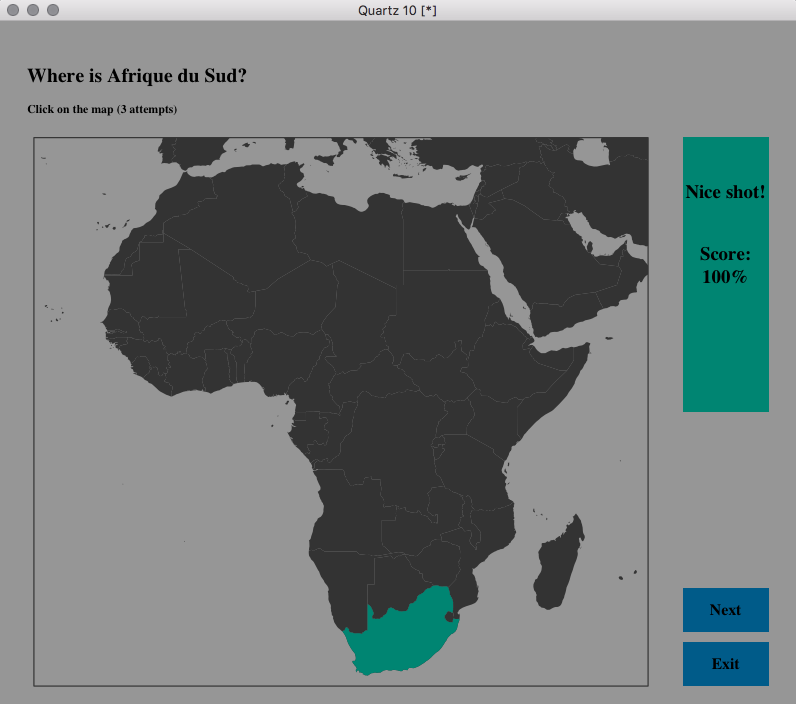 Quartz 10 [*]
Where is Afrique du Sud?
Click on the map (3 attempts)
Nice shot!
Score:
100%
Next
Exit